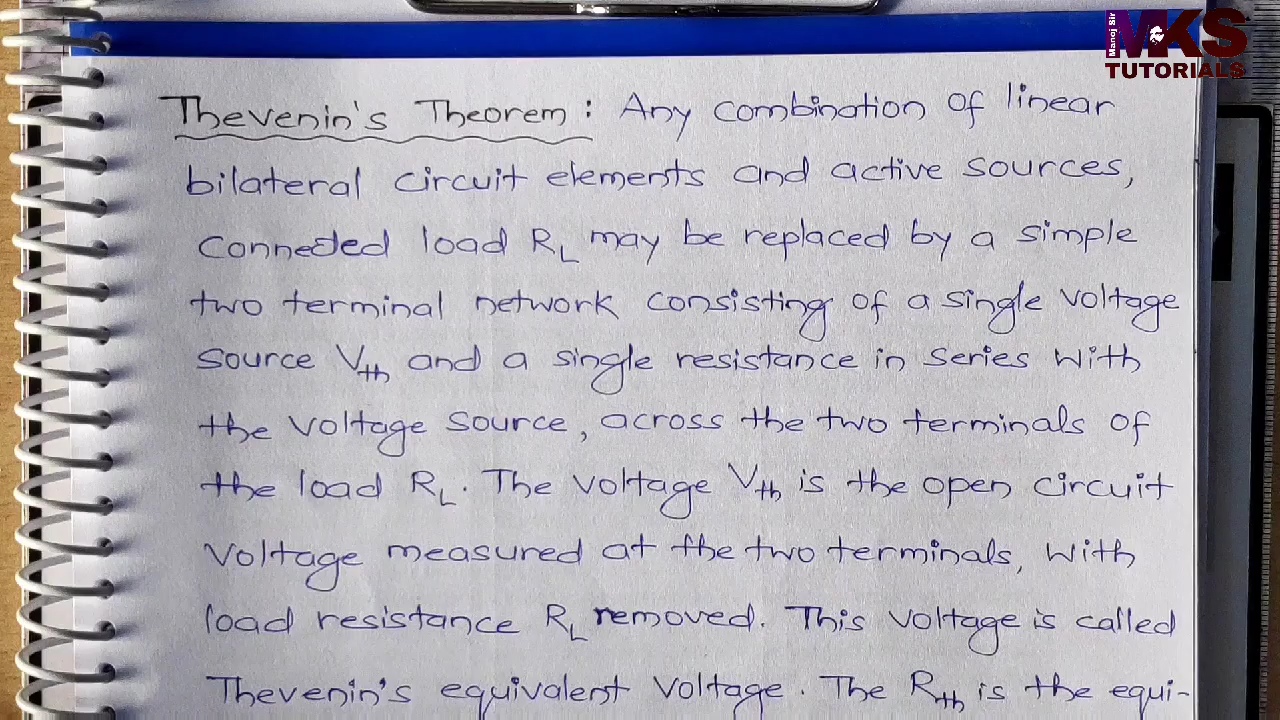 Manoj Sir
MKS
TUTORIALS
Thevenin's Theorem : Any combination of linear
bilateral circuit elements and active sources,
connected load RL may be replaced by a simple
two terminal network consisting of a single voltage
source Vth and a single resistance in series with
the voltage source, across the two terminals of
the load RL. The voltage Vth is the open circuit
voltage measured at the two terminals, with
load resistance RL removed. This voltage is called
Thevenin's equivalent voltage. The Rth is the equi-